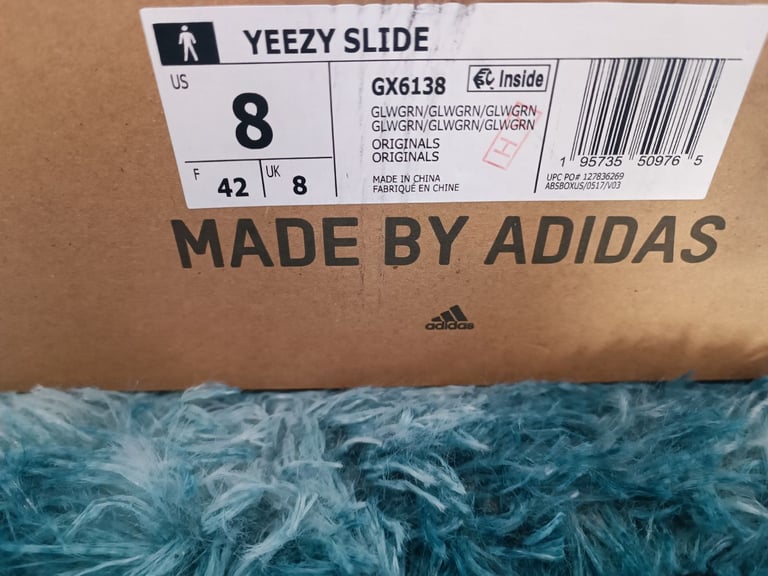 YEEZY SLIDE
US
8
F 42 UK 8
GX6138
Inside
GLWGRN/GLWGRN/GLWGRN
GLWGRN/GLWGRN/GLWGRN
ORIGINALS
ORIGINALS
MADE IN CHINA
FABRIQUÉ EN CHINE
1 95735 50976 5
UPC PO# 127836269
ABSBOXUS/0517/V03
MADE BY ADIDAS
adidas